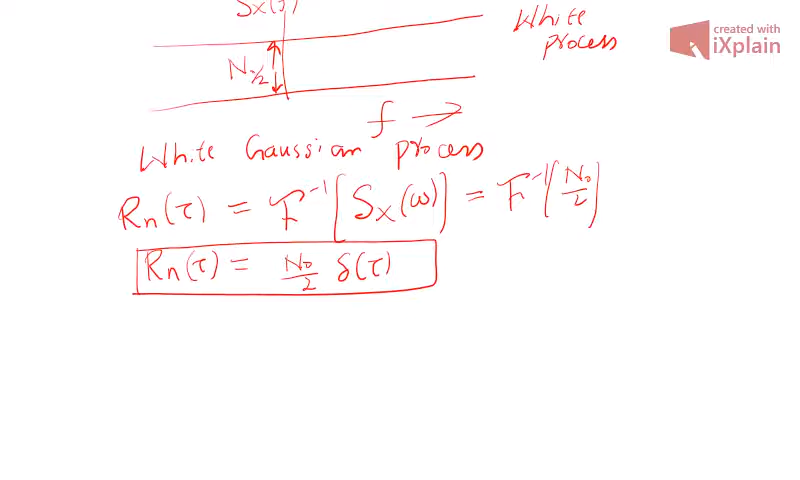 Sx(f)
White
process
created with
iXplain
N₀/2
f →
White Gaussian process
Rn(τ) = F⁻¹[Sx(ω)] = F⁻¹[N₀/2]
Rn(τ) = N₀/2 δ(τ)